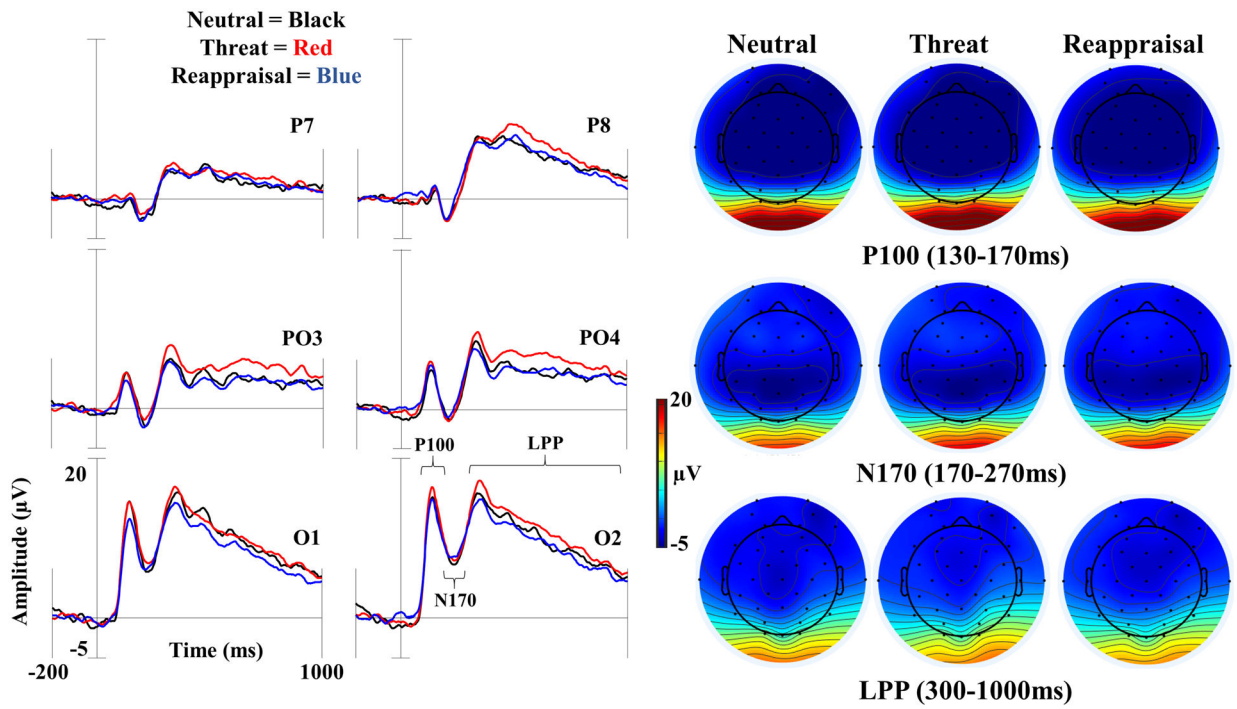 Neutral = Black
Threat = Red
Reappraisal = Blue
P7
P8
PO3
PO4
P100
LPP
20
Amplitude (µV)
O1
O2
N170
-5
Time (ms)
-200
1000
Neutral
Threat
Reappraisal
P100 (130-170ms)
20
µV
-5
N170 (170-270ms)
LPP (300-1000ms)